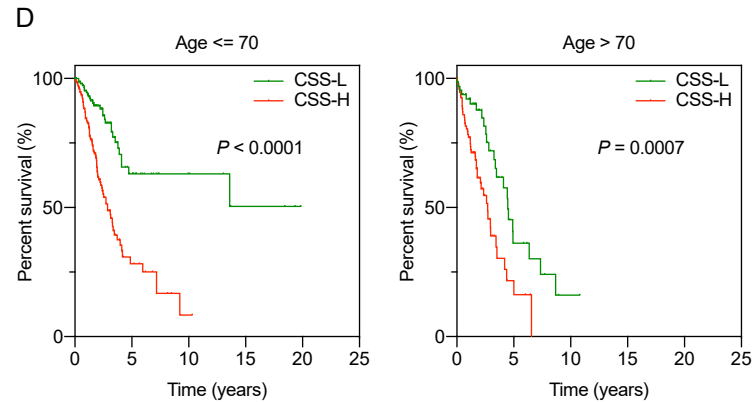 D
Age <= 70
Percent survival (%)
100
50
0
CSS-L
CSS-H
P < 0.0001
0 5 10 15 20 25
Time (years)
Age > 70
Percent survival (%)
100
50
0
CSS-L
CSS-H
P = 0.0007
0 5 10 15 20 25
Time (years)